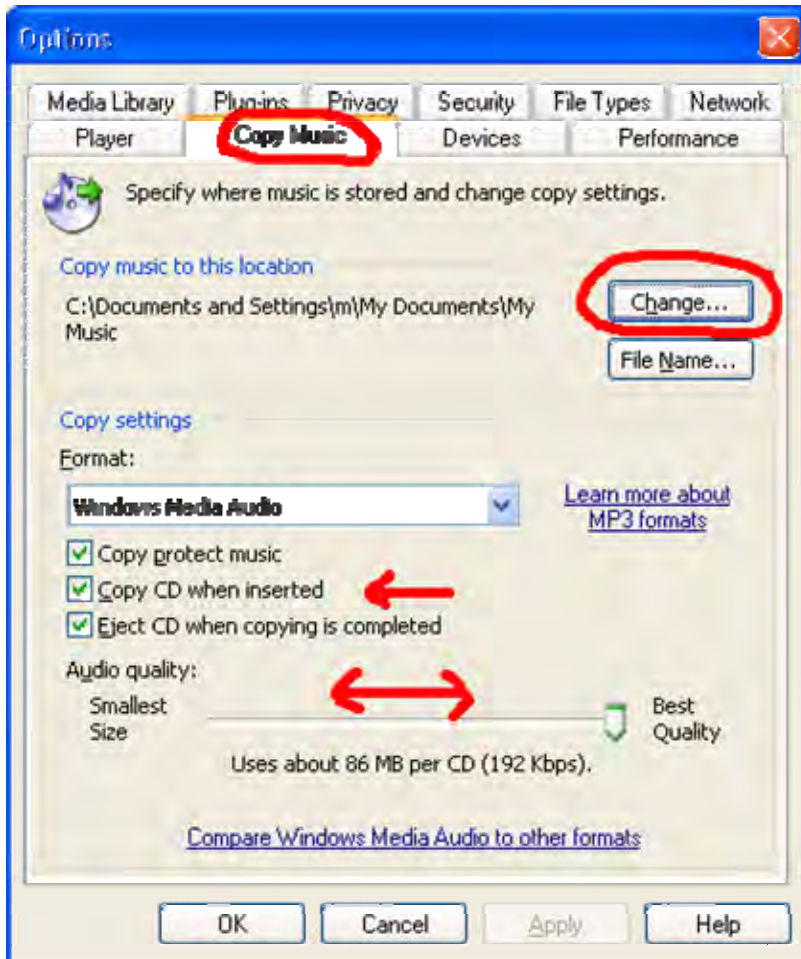 Options
Media Library Plug-ins Privacy Security File Types Network
Player Copy Music Devices Performance
Specify where music is stored and change copy settings.
Copy music to this location
C:\Documents and Settings\m\My Documents\My
Music
Change...
File Name...
Copy settings
Format:
Windows Media Audio
Learn more about
MP3 formats
Copy protect music
Copy CD when inserted
Eject CD when copying is completed
Audio quality:
Smallest
Size
Best
Quality
Uses about 86 MB per CD (192 Kbps).
Compare Windows Media Audio to other formats
OK Cancel Apply Help